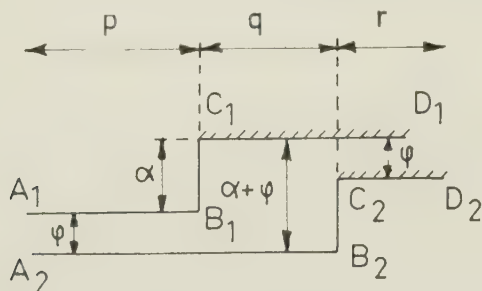 p q r
C₁ D₁
α φ
A₁ α+φ
B₁ C₂ D₂
φ
A₂ B₂